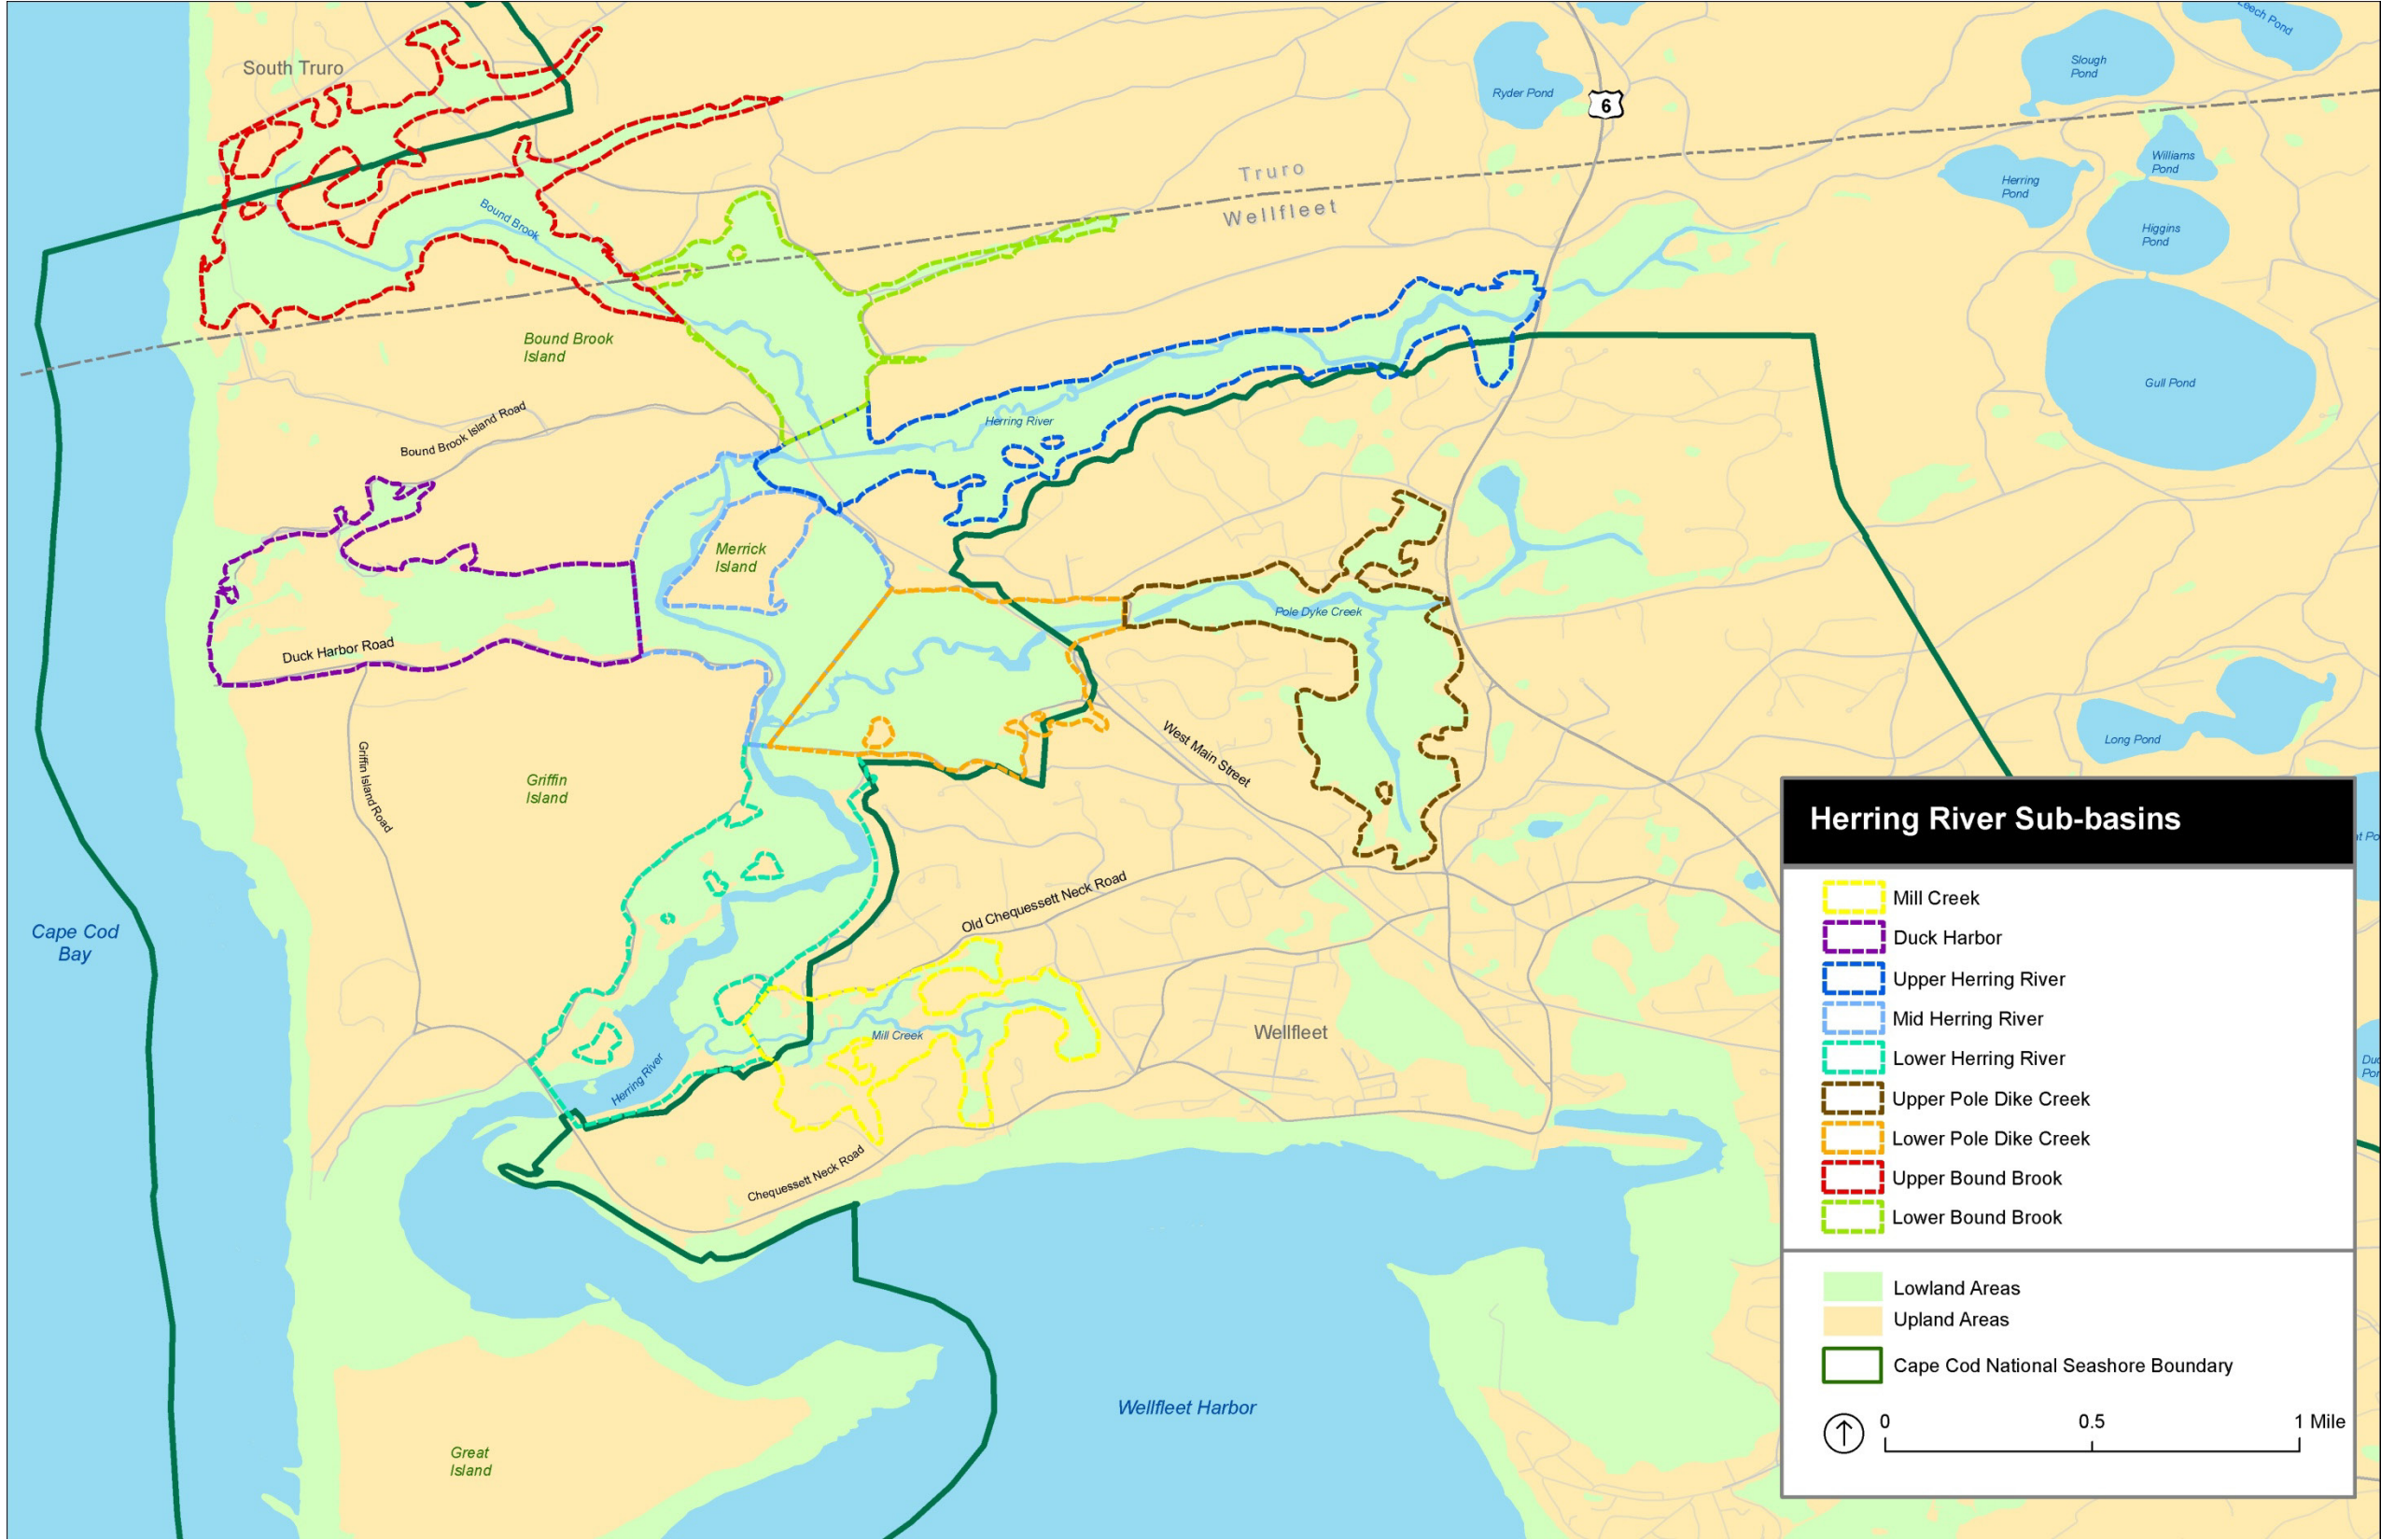 Leech Pond
South Truro
Slough
Pond
Ryder Pond
6
Truro
Wellfleet
Williams
Pond
Herring
Pond
Bound Brook
Higgins
Pond
Bound Brook
Island
Gull Pond
Bound Brook Island Road
Herring River
Merrick
Island
Pole Dyke Creek
Duck Harbor Road
West Main Street
Long Pond
Griffin Island Road
Griffin
Island
Old Chequessett Neck Road
Cape Cod
Bay
Mill Creek
Wellfleet
Herring River
Chequessett Neck Road
Wellfleet Harbor
Great
Island
Herring River Sub-basins
Mill Creek
Duck Harbor
Upper Herring River
Mid Herring River
Lower Herring River
Upper Pole Dike Creek
Lower Pole Dike Creek
Upper Bound Brook
Lower Bound Brook
Lowland Areas
Upland Areas
Cape Cod National Seashore Boundary
0 0.5 1 Mile